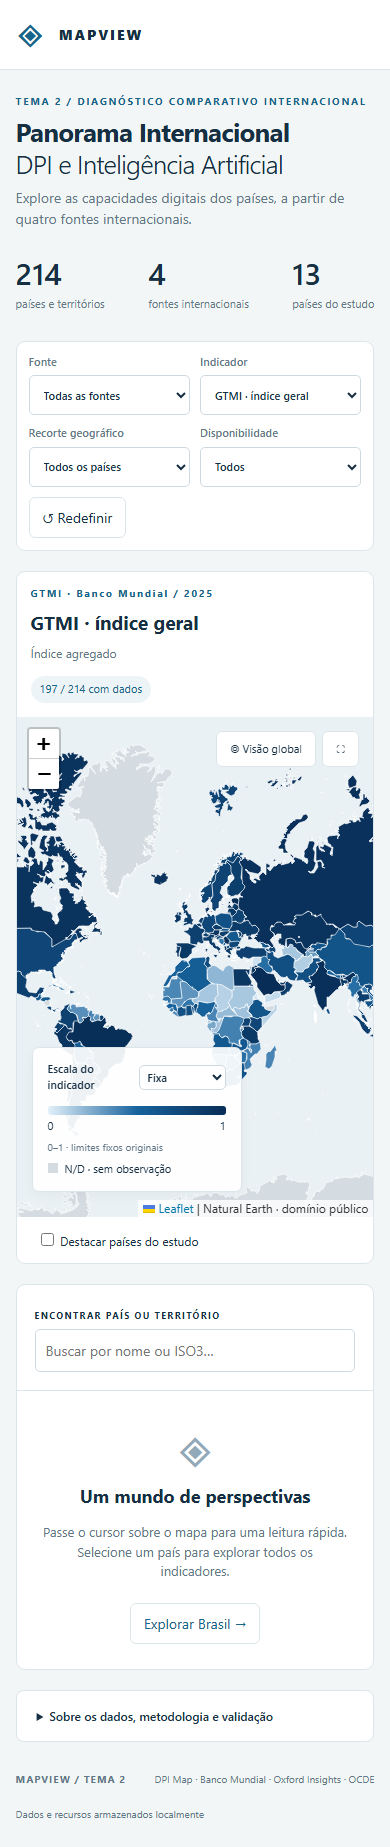 MAPVIEW
TEMA 2 / DIAGNÓSTICO COMPARATIVO INTERNACIONAL
Panorama Internacional
DPI e Inteligência Artificial
Explore as capacidades digitais dos países, a partir de
quatro fontes internacionais.
214 4 13
países e territórios fontes internacionais países do estudo
Fonte Indicador
Todas as fontes GTMI · índice geral
Recorte geográfico Disponibilidade
Todos os países Todos
↺ Redefinir
GTMI · Banco Mundial / 2025
GTMI · índice geral
Índice agregado
197 / 214 com dados
+
−
Visão global
Escala do
indicador
Fixa
0 1
0–1 · limites fixos originais
N/D · sem observação
Leaflet | Natural Earth · domínio público
Destacar países do estudo
ENCONTRAR PAÍS OU TERRITÓRIO
Buscar por nome ou ISO3...
Um mundo de perspectivas
Passe o cursor sobre o mapa para uma leitura rápida.
Selecione um país para explorar todos os
indicadores.
Explorar Brasil →
▶ Sobre os dados, metodologia e validação
MAPVIEW / TEMA 2 DPI Map · Banco Mundial · Oxford Insights · OCDE
Dados e recursos armazenados localmente